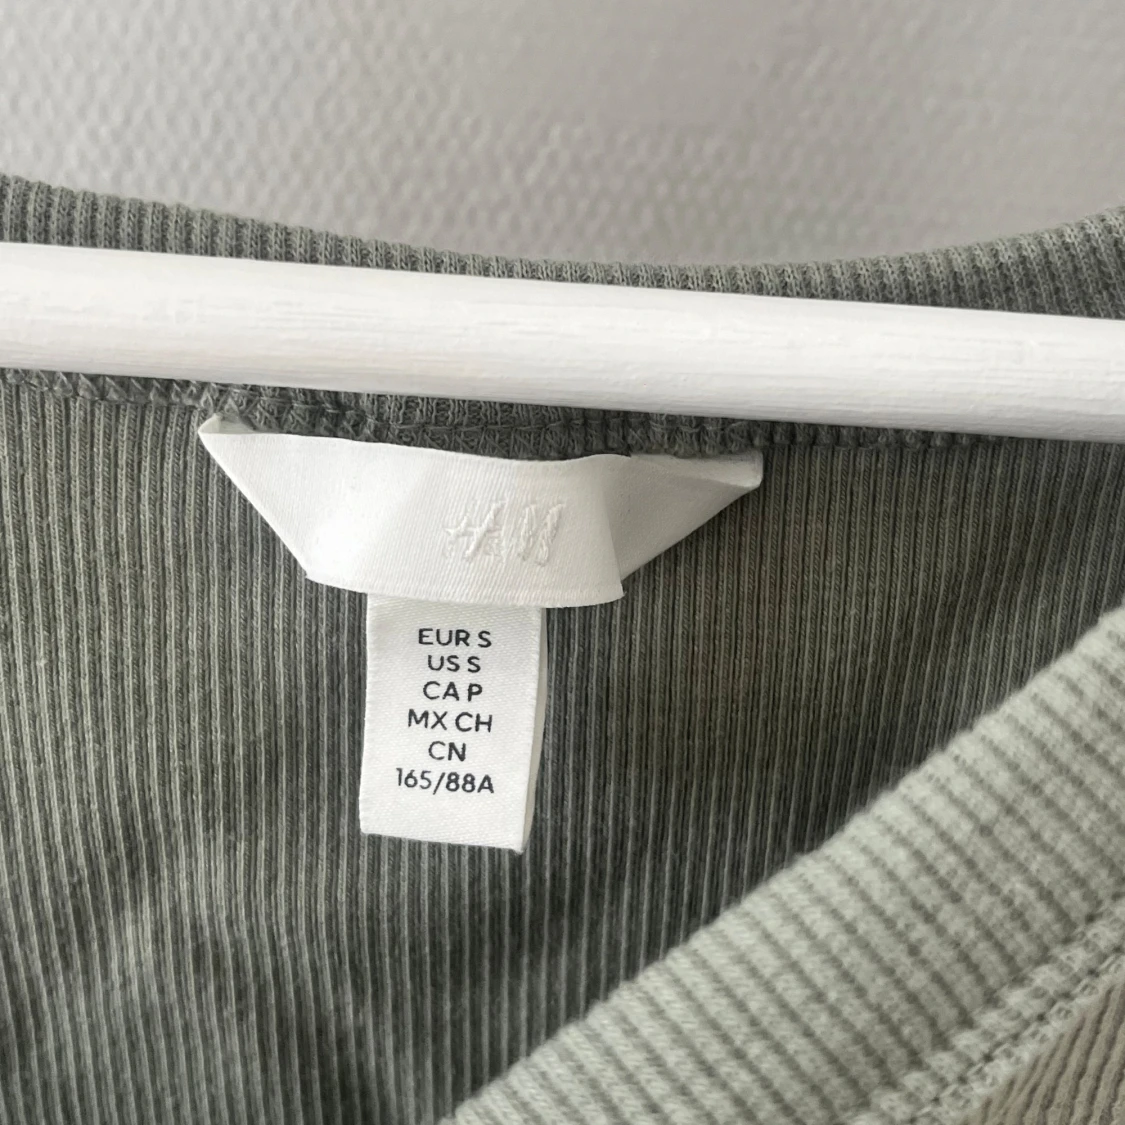 H&M
EUR S
US S
CA P
MX CH
CN
165/88A